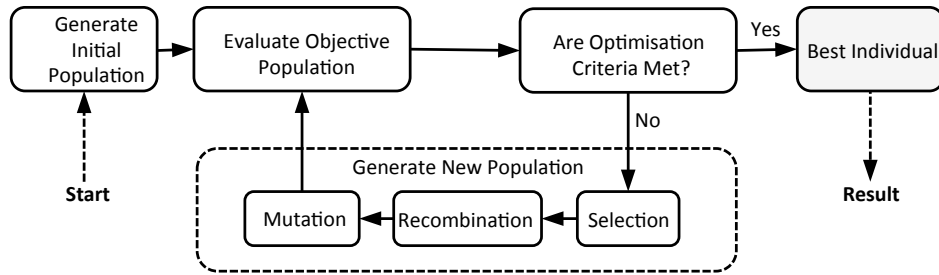 Generate
Initial
Population
Evaluate Objective
Population
Are Optimisation
Criteria Met?
Yes
Best Individual
No
Generate New Population
Start
Mutation
Recombination
Selection
Result